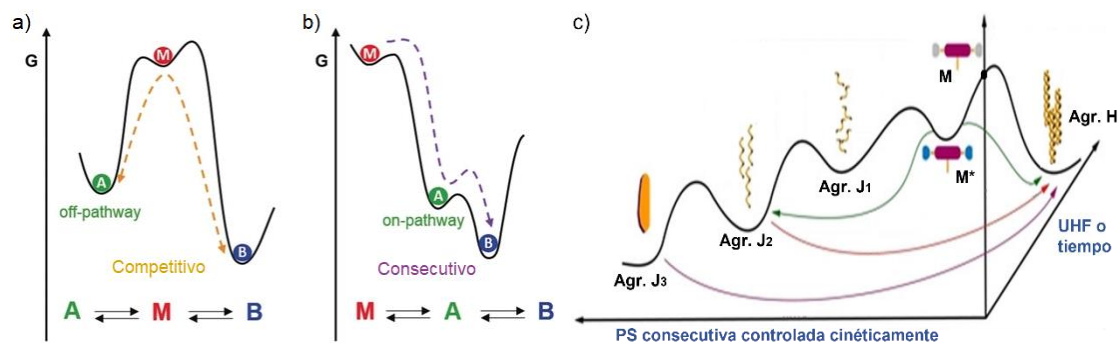 a)
G
M
A
off-pathway
B
Competitivo
A ⇌ M ⇌ B
b)
G
M
A
on-pathway
B
Consecutivo
M ⇌ A ⇌ B
c)
M
Agr. H
M*
Agr. J1
Agr. J2
Agr. J3
UHF o
tiempo
PS consecutiva controlada cinéticamente